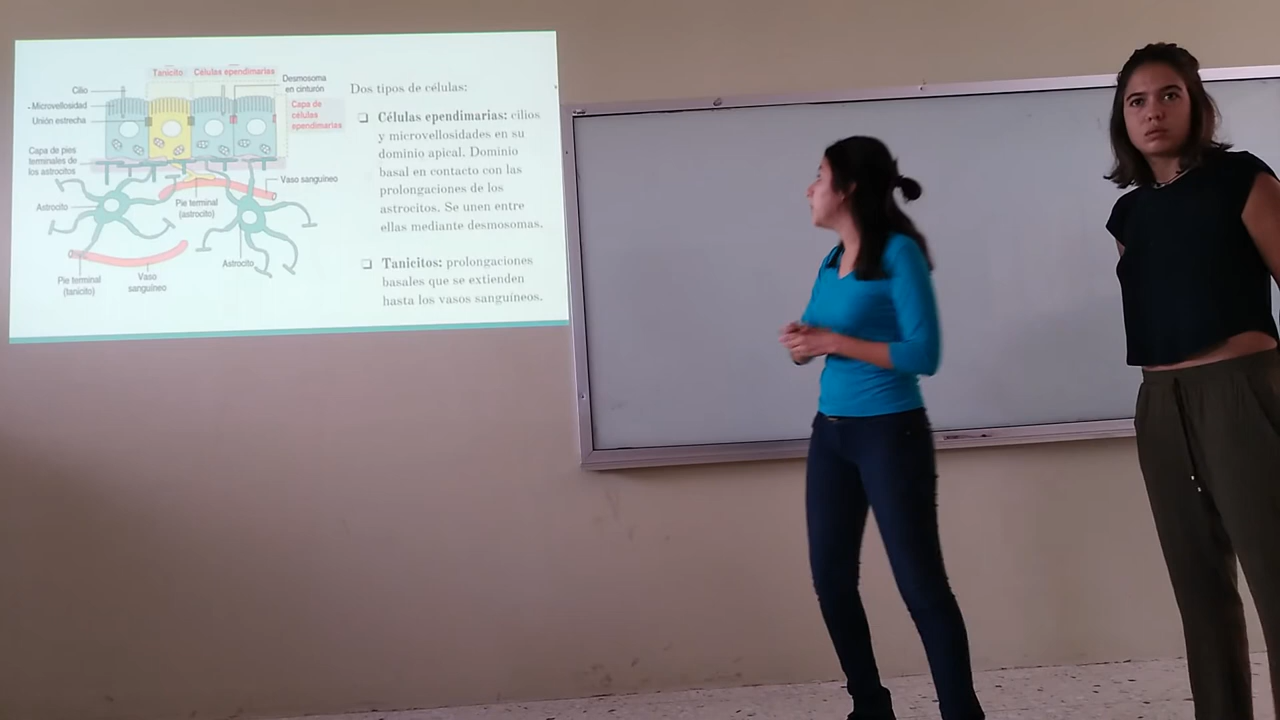 Tanicito
Células ependimarias
Cilio
Microvellosidad
Unión estrecha
Desmosoma
en cinturón
Capa de
células
ependimarias
Capa de pies
terminales de
los astrocitos
Vaso sanguíneo
Astrocito
Pie terminal
(astrocito)
Astrocito
Pie terminal
(tanicito)
Vaso
sanguíneo
Dos tipos de células:
Células ependimarias: cilios
y microvellosidades en su
dominio apical. Dominio
basal en contacto con las
prolongaciones de los
astrocitos. Se unen entre
ellas mediante desmosomas.
Tanicitos: prolongaciones
basales que se extienden
hasta los vasos sanguíneos.